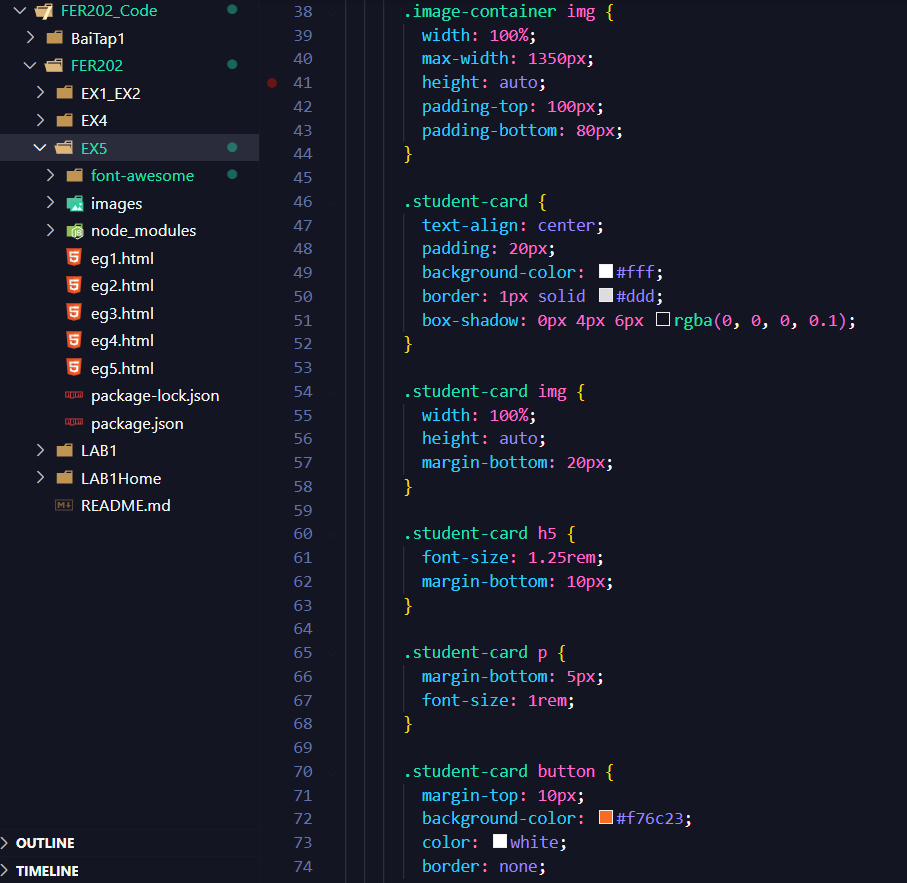 FER202_Code
BaiTap1
FER202
EX1_EX2
EX4
EX5
font-awesome
images
node_modules
eg1.html
eg2.html
eg3.html
eg4.html
eg5.html
package-lock.json
package.json
LAB1
LAB1Home
README.md
OUTLINE
TIMELINE
38 .image-container img {
39 width: 100%;
40 max-width: 1350px;
41 height: auto;
42 padding-top: 100px;
43 padding-bottom: 80px;
44 }
45
46 .student-card {
47 text-align: center;
48 padding: 20px;
49 background-color: #fff;
50 border: 1px solid #ddd;
51 box-shadow: 0px 4px 6px rgba(0, 0, 0, 0.1);
52 }
53
54 .student-card img {
55 width: 100%;
56 height: auto;
57 margin-bottom: 20px;
58 }
59
60 .student-card h5 {
61 font-size: 1.25rem;
62 margin-bottom: 10px;
63 }
64
65 .student-card p {
66 margin-bottom: 5px;
67 font-size: 1rem;
68 }
69
70 .student-card button {
71 margin-top: 10px;
72 background-color: #f76c23;
73 color: white;
74 border: none;